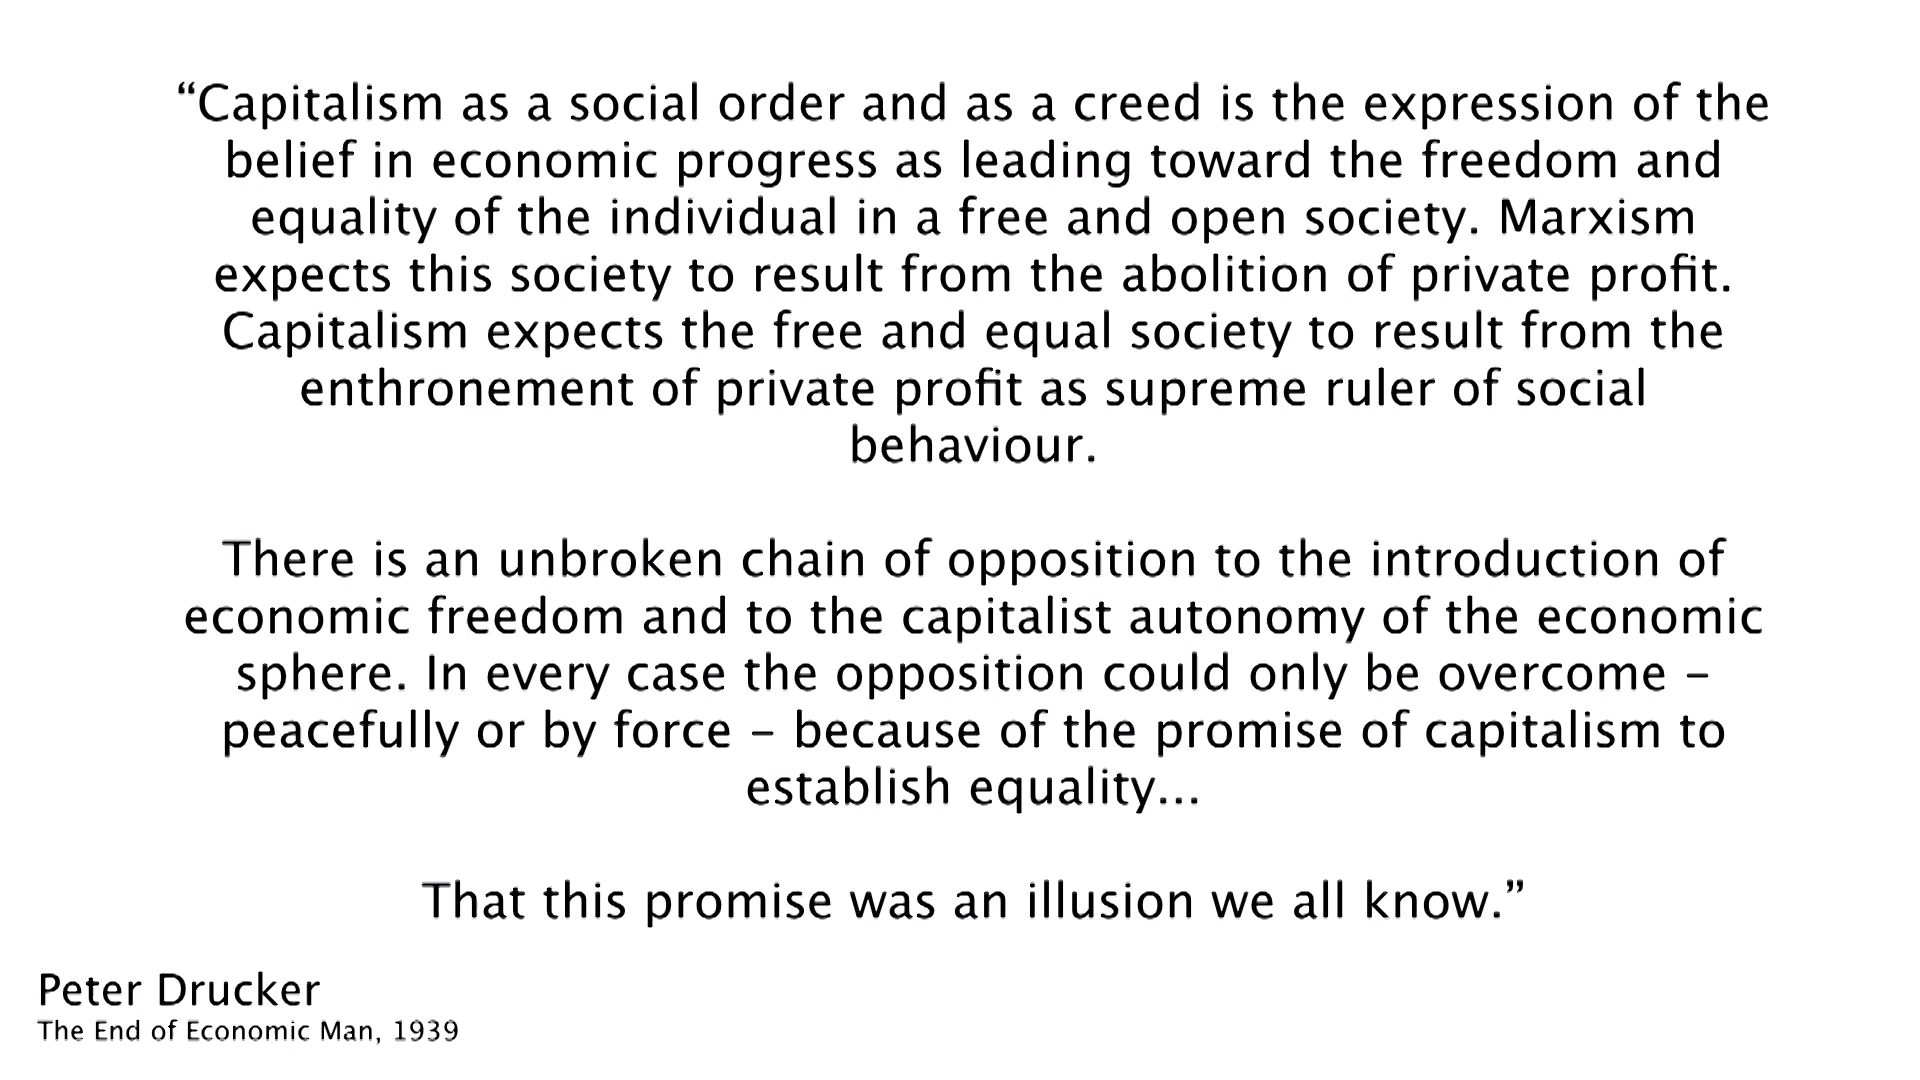 “Capitalism as a social order and as a creed is the expression of the
belief in economic progress as leading toward the freedom and
equality of the individual in a free and open society. Marxism
expects this society to result from the abolition of private profit.
Capitalism expects the free and equal society to result from the
enthronement of private profit as supreme ruler of social
behaviour.
There is an unbroken chain of opposition to the introduction of
economic freedom and to the capitalist autonomy of the economic
sphere. In every case the opposition could only be overcome –
peacefully or by force – because of the promise of capitalism to
establish equality...
That this promise was an illusion we all know.”
Peter Drucker
The End of Economic Man, 1939